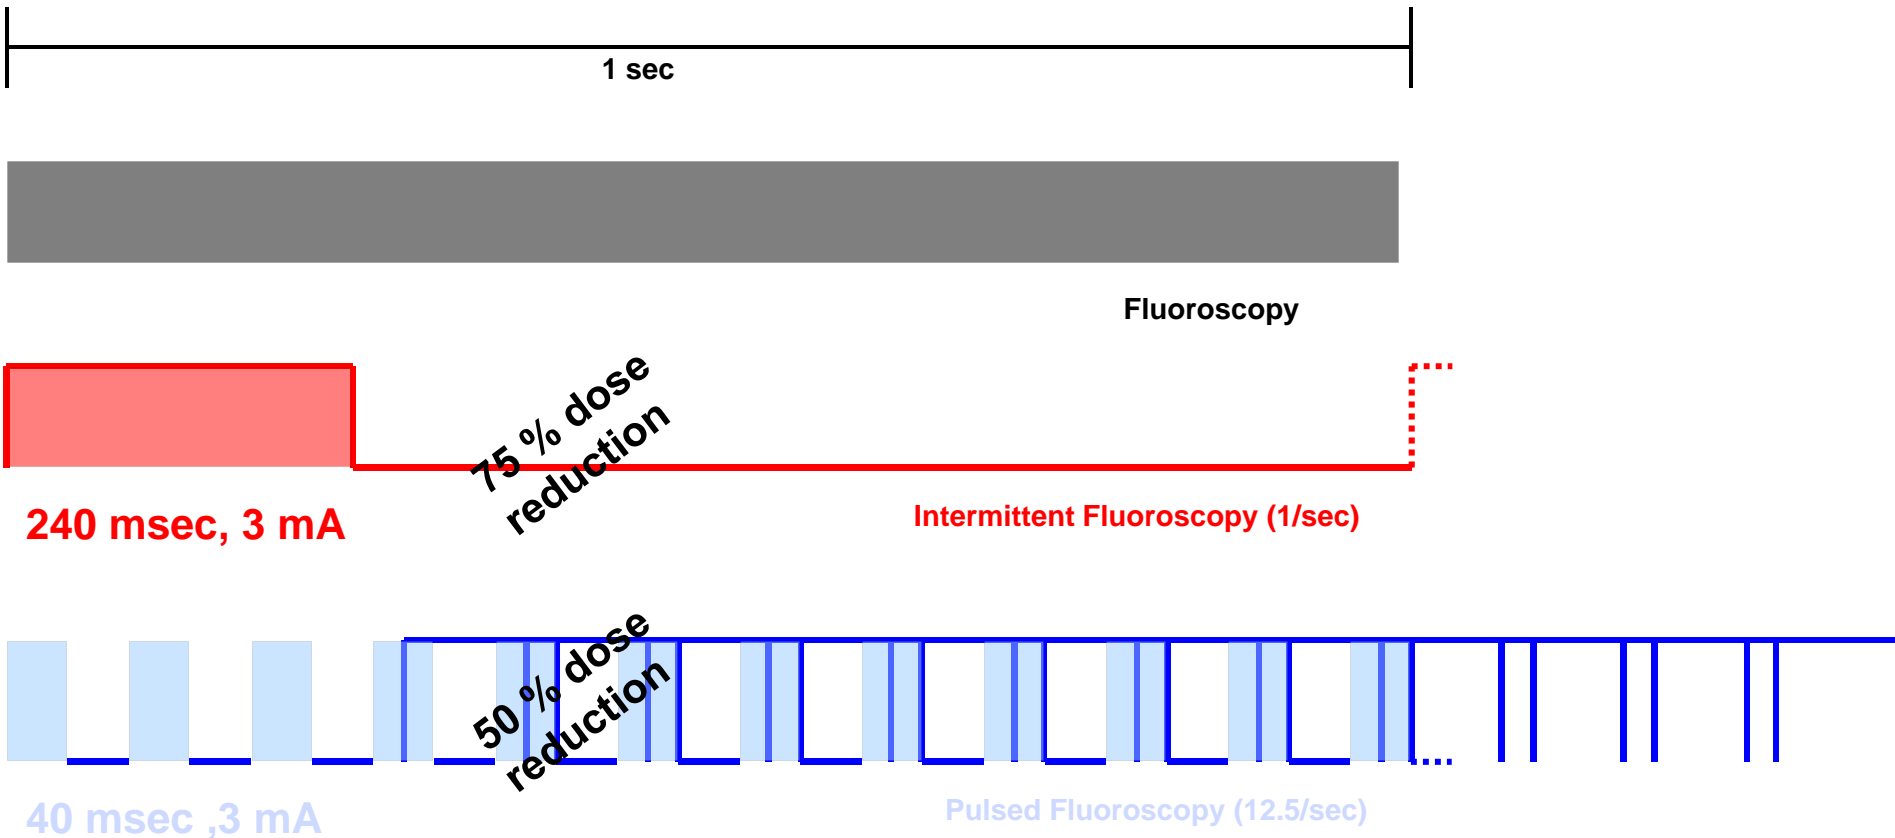 1 sec
Fluoroscopy
75 % dose
reduction
240 msec, 3 mA
Intermittent Fluoroscopy (1/sec)
50 % dose
reduction
40 msec ,3 mA
Pulsed Fluoroscopy (12.5/sec)